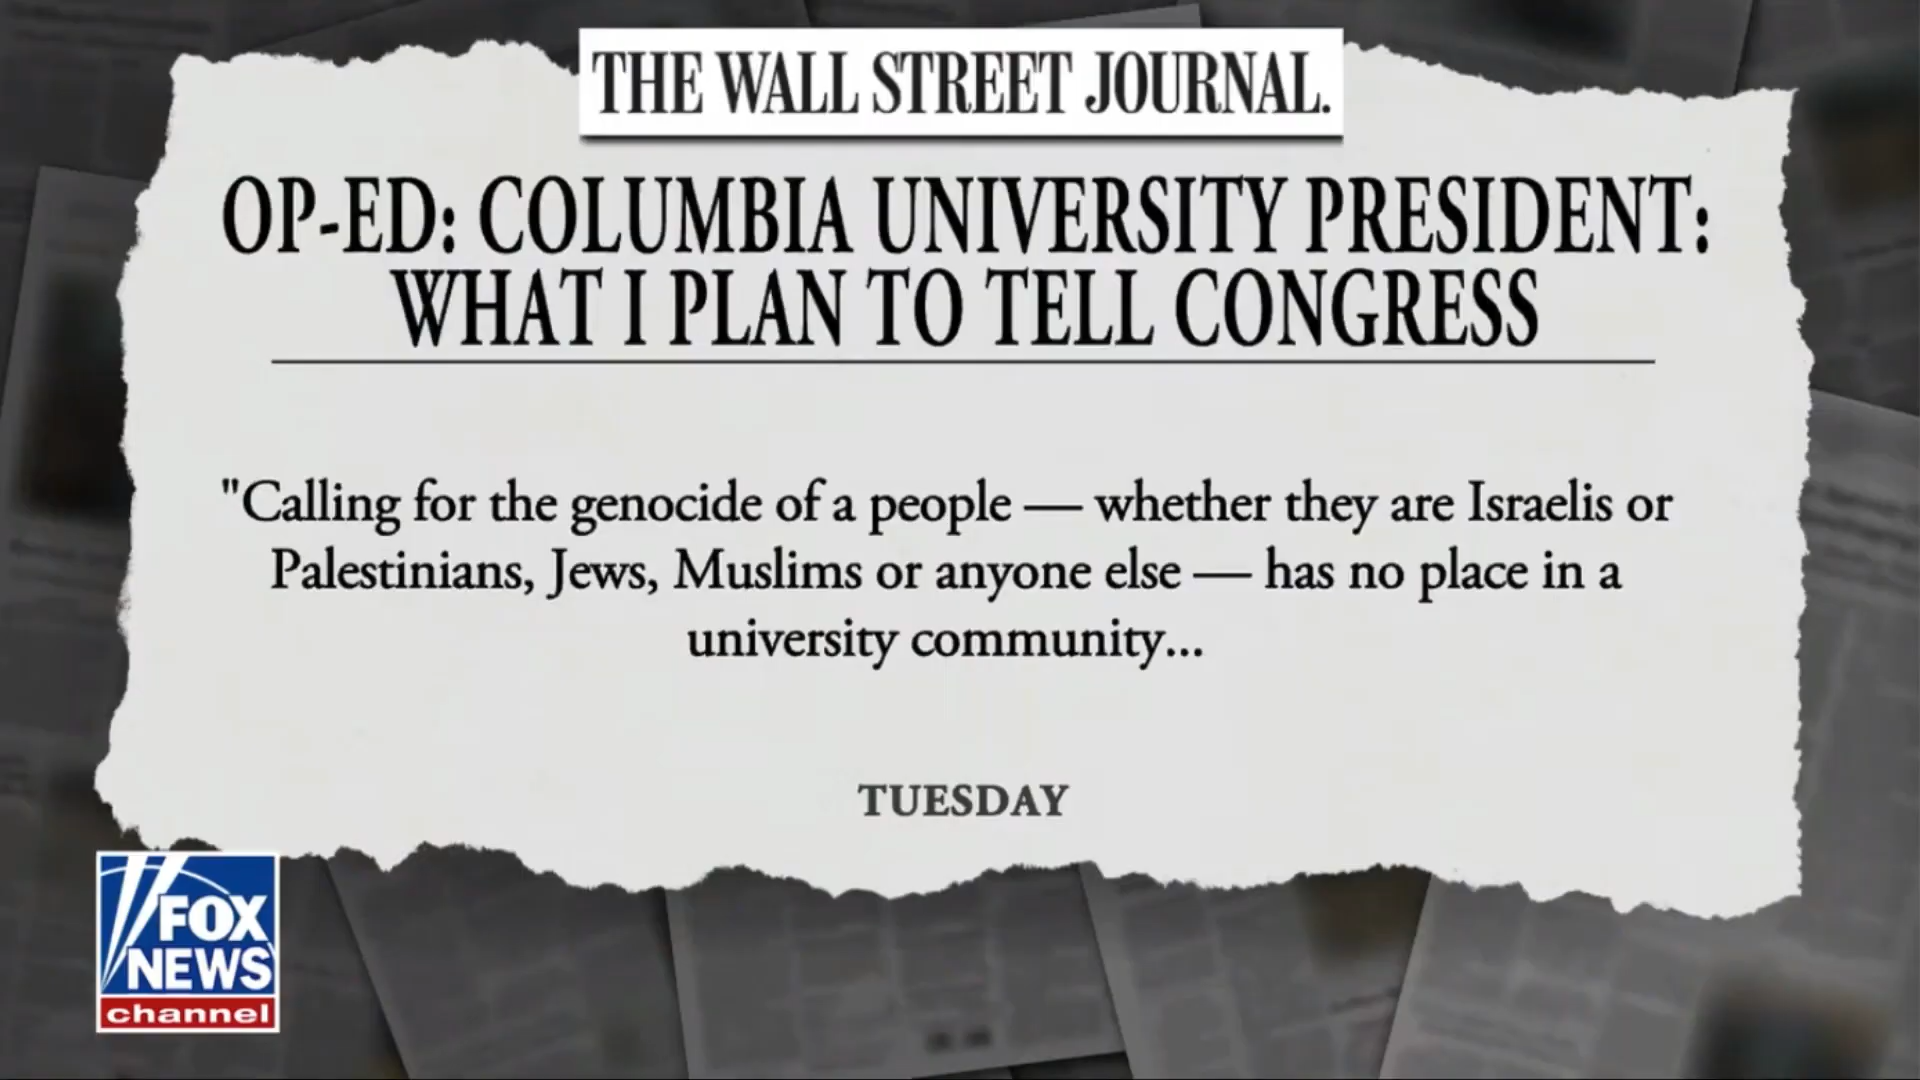 THE WALL STREET JOURNAL.
OP-ED: COLUMBIA UNIVERSITY PRESIDENT:
WHAT I PLAN TO TELL CONGRESS
"Calling for the genocide of a people — whether they are Israelis or
Palestinians, Jews, Muslims or anyone else — has no place in a
university community...
TUESDAY
FOX
NEWS
channel